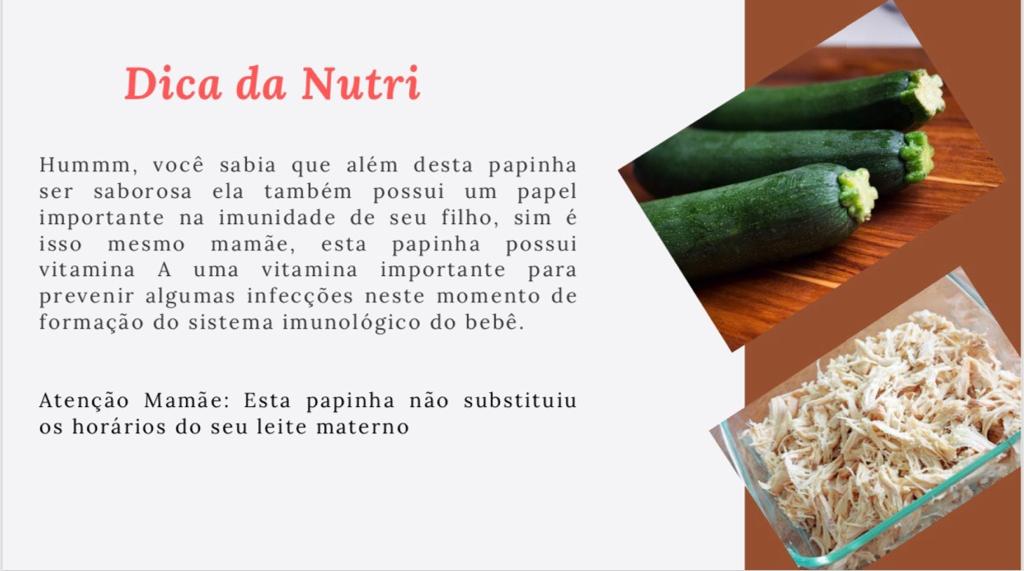 Dica da Nutri
Hummm, você sabia que além desta papinha
ser saborosa ela também possui um papel
importante na imunidade de seu filho, sim é
isso mesmo mamãe, esta papinha possui
vitamina A uma vitamina importante para
prevenir algumas infecções neste momento de
formação do sistema imunológico do bebê.
Atenção Mamãe: Esta papinha não substituiu
os horários do seu leite materno